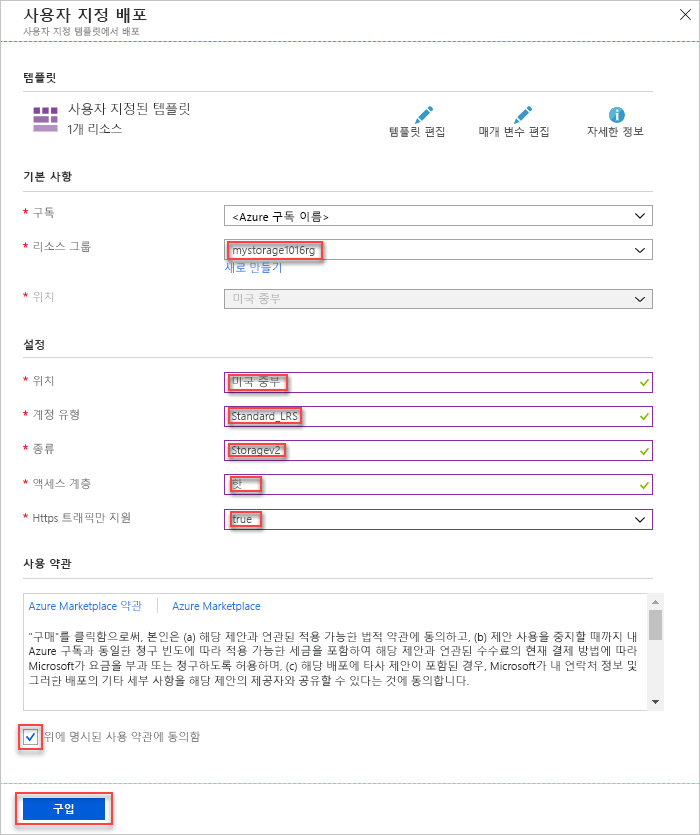 사용자 지정 배포
사용자 지정 템플릿에서 배포
템플릿
사용자 지정된 템플릿
1개 리소스
템플릿 편집
매개 변수 편집
자세한 정보
기본 사항
* 구독
<Azure 구독 이름>
* 리소스 그룹
mystorage1016rg
새로 만들기
* 위치
미국 중부
설정
* 위치
미국 중부
* 계정 유형
Standard_LRS
* 종류
Storagev2
* 액세스 계층
핫
* Https 트래픽만 지원
true
사용 약관
Azure Marketplace 약관
Azure Marketplace
"구매"를 클릭함으로써, 본인은 (a) 해당 제안과 연관된 적용 가능한 법적 약관에 동의하고, (b) 제안 사용을 중지할 때까지 내
Azure 구독과 동일한 청구 빈도에 따라 적용 가능한 세금을 포함하여 해당 제안과 연관된 수수료의 현재 결제 방법에 따라
Microsoft가 요금을 부과 또는 청구하도록 허용하며, (c) 해당 배포에 타사 제안이 포함된 경우, Microsoft가 내 연락처 정보 및
그러한 배포의 기타 세부 사항을 해당 제안의 제공자와 공유할 수 있다는 것에 동의합니다.
위에 명시된 사용 약관에 동의함
구입